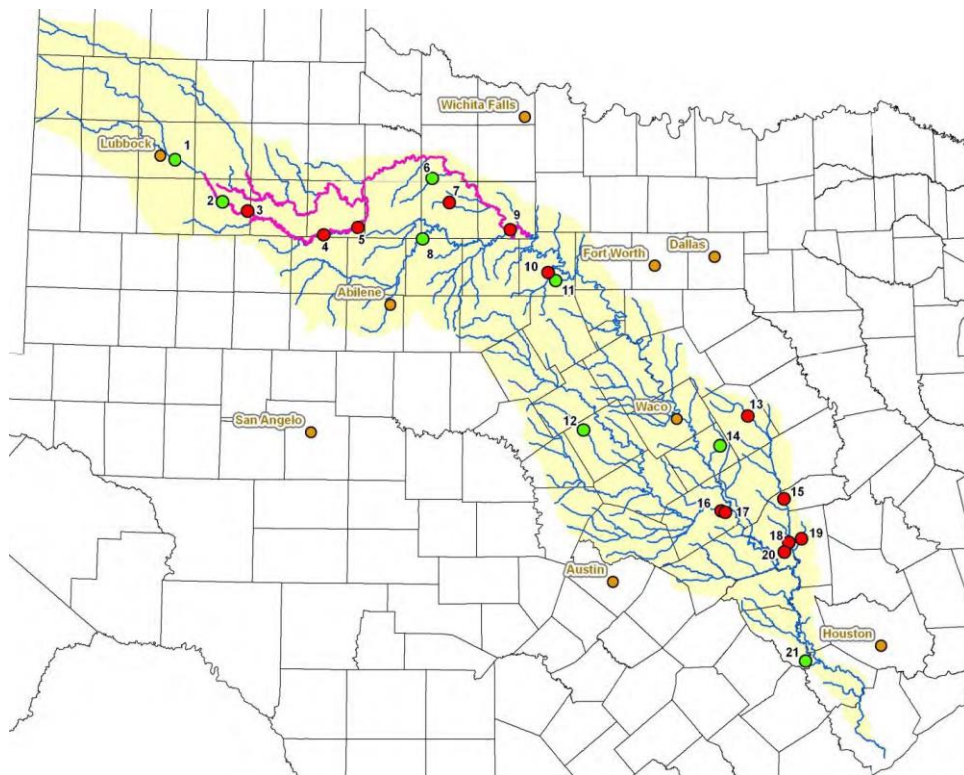 Wichita Falls
Lubbock
1
6
2
3
7
4
5
9
8
Fort Worth
Dallas
10
11
Abilene
San Angelo
12
Waco
13
14
15
16
17
18
19
20
Austin
Houston
21